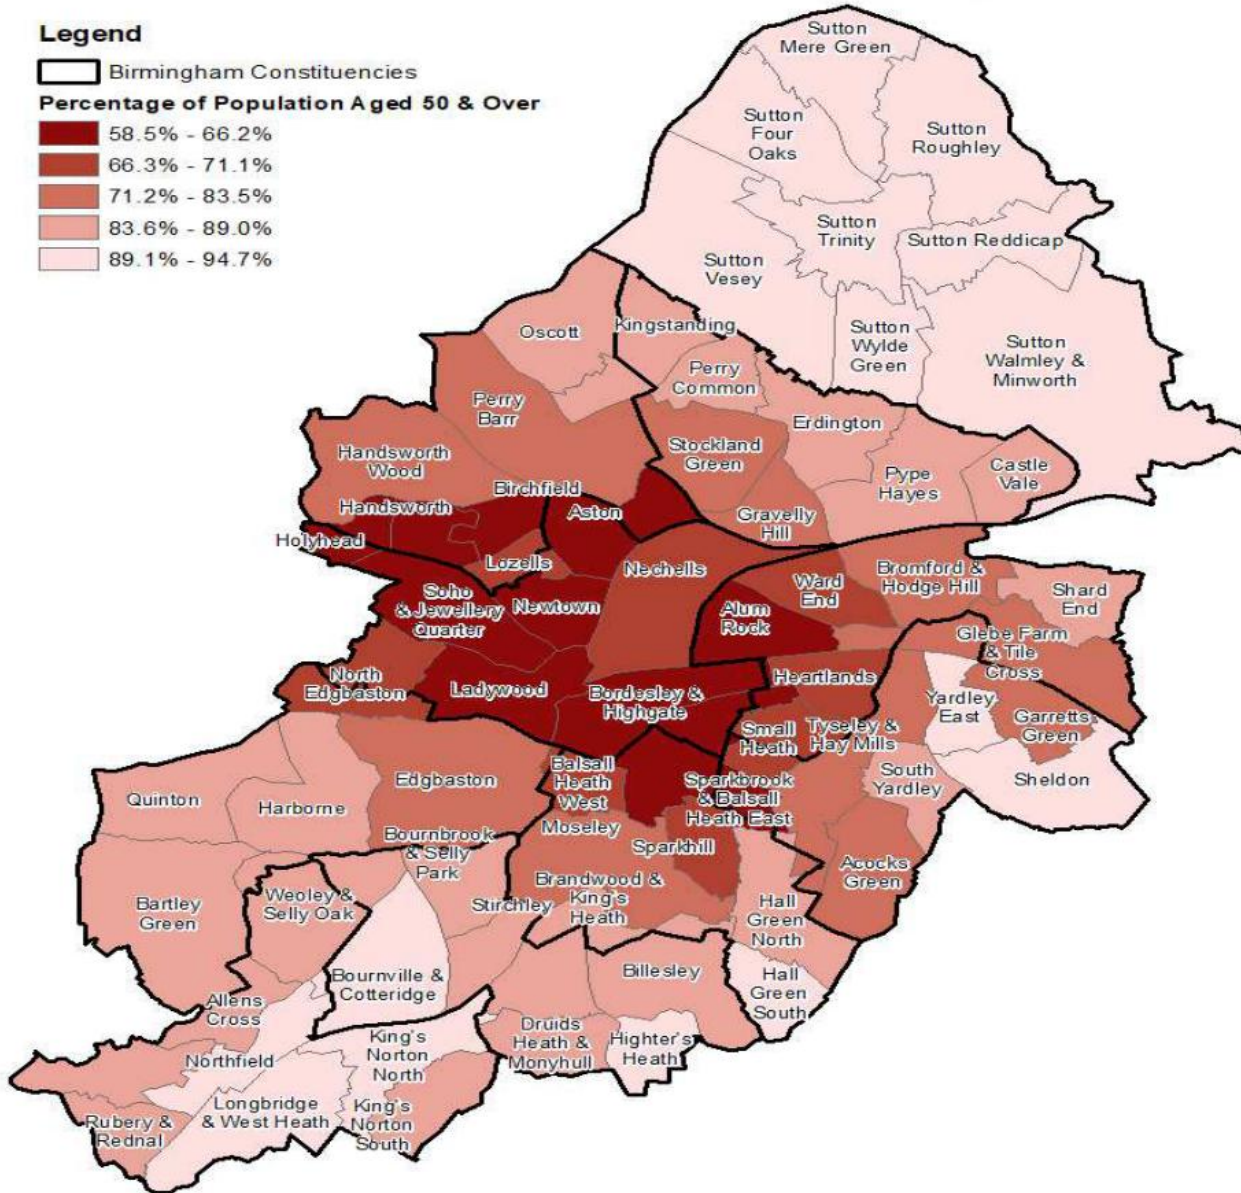 Legend
Birmingham Constituencies
Percentage of Population Aged 50 & Over
58.5% - 66.2%
66.3% - 71.1%
71.2% - 83.5%
83.6% - 89.0%
89.1% - 94.7%
Sutton
Mere Green
Sutton
Four
Oaks
Sutton
Roughley
Sutton
Trinity
Sutton Reddicap
Sutton
Vesey
Sutton
Wylde
Green
Sutton
Walmley &
Minworth
Oscott
Kingstanding
Perry
Common
Erdington
Perry
Barr
Stockland
Green
Handsworth
Wood
Pype
Hayes
Castle
Vale
Birchfield
Handsworth
Aston
Gravelly
Hill
Holyhead
Lozells
Nechells
Ward
End
Bromford &
Hodge Hill
Shard
End
Soho
& Jewellery
Quarter
Newtown
Alum
Rock
Glebe Farm
& Tile
Cross
North
Edgbaston
Ladywood
Bordesley &
Highgate
Heartlands
Yardley
East
Garretts
Green
Small
Heath
Tyseley &
Hay Mills
Balsall
Heath
West
Edgbaston
Sparkbrook
& Balsall
Heath East
South
Yardley
Sheldon
Quinton
Harborne
Bournbrook
& Selly
Park
Moseley
Sparkhill
Acocks
Green
Brandwood &
King's
Heath
Bartley
Green
Weoley &
Selly Oak
Stirchley
Hall
Green
North
Bournville &
Cotteridge
Billesley
Hall
Green
South
Allens
Cross
Druids
Heath &
Monyhull
Highter's
Heath
Northfield
King's
Norton
North
Longbridge
& West Heath
King's
Norton
South
Rubery &
Rednal